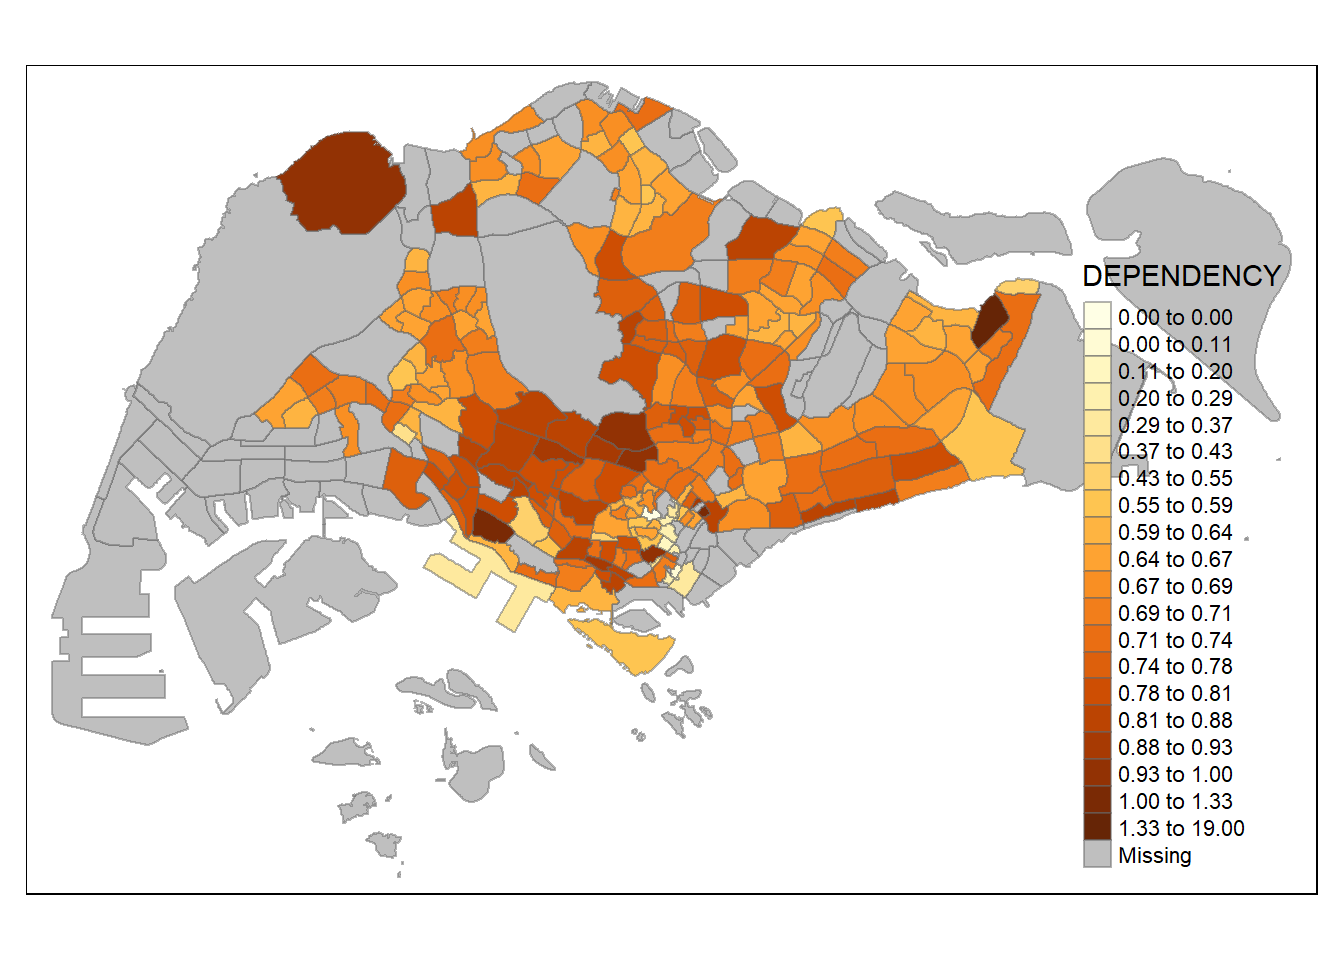 DEPENDENCY
0.00 to 0.00
0.00 to 0.11
0.11 to 0.20
0.20 to 0.29
0.29 to 0.37
0.37 to 0.43
0.43 to 0.55
0.55 to 0.59
0.59 to 0.64
0.64 to 0.67
0.67 to 0.69
0.69 to 0.71
0.71 to 0.74
0.74 to 0.78
0.78 to 0.81
0.81 to 0.88
0.88 to 0.93
0.93 to 1.00
1.00 to 1.33
1.33 to 19.00
Missing